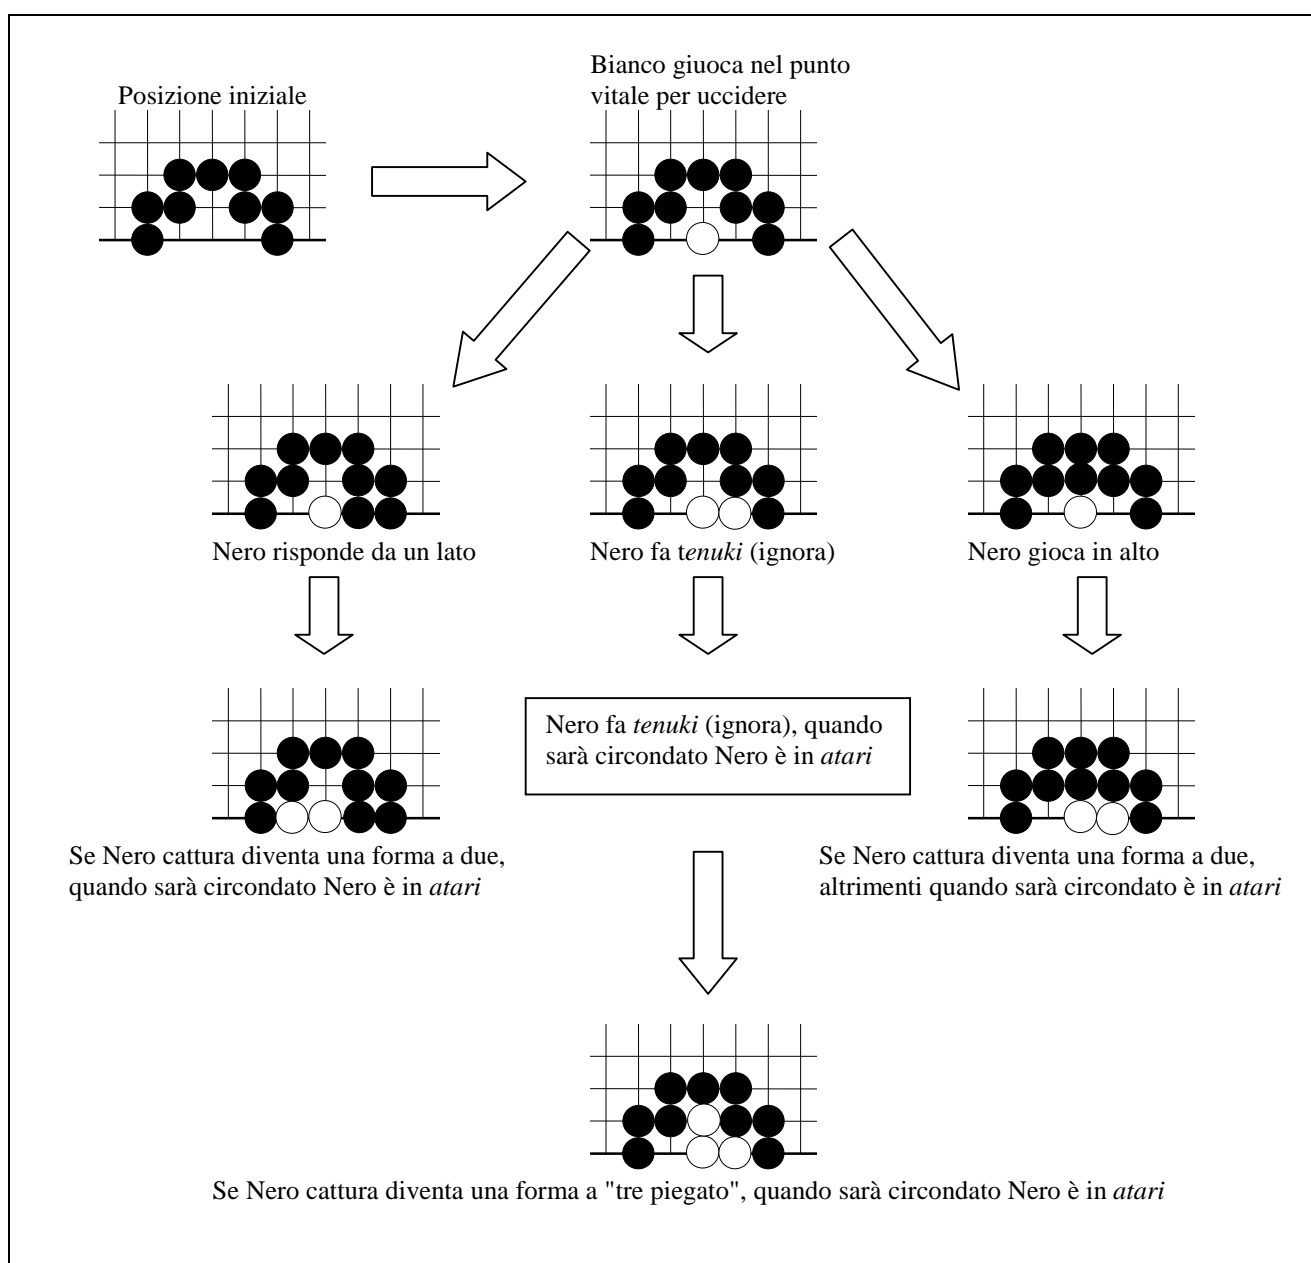 Posizione iniziale
Bianco giuoca nel punto
vitale per uccidere
Nero risponde da un lato
Nero fa tenuki (ignora)
Nero gioca in alto
Nero fa tenuki (ignora), quando
sarà circondato Nero è in atari
Se Nero cattura diventa una forma a due,
quando sarà circondato Nero è in atari
Se Nero cattura diventa una forma a due,
altrimenti quando sarà circondato è in atari
Se Nero cattura diventa una forma a "tre piegato", quando sarà circondato Nero è in atari